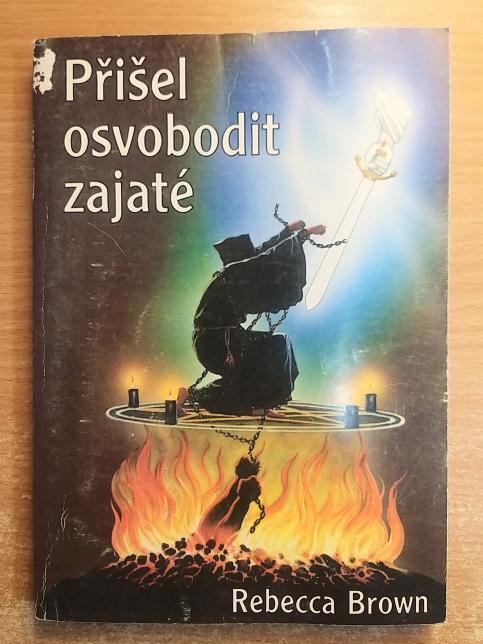 Přišel
osvobodit
zajaté
Rebecca Brown